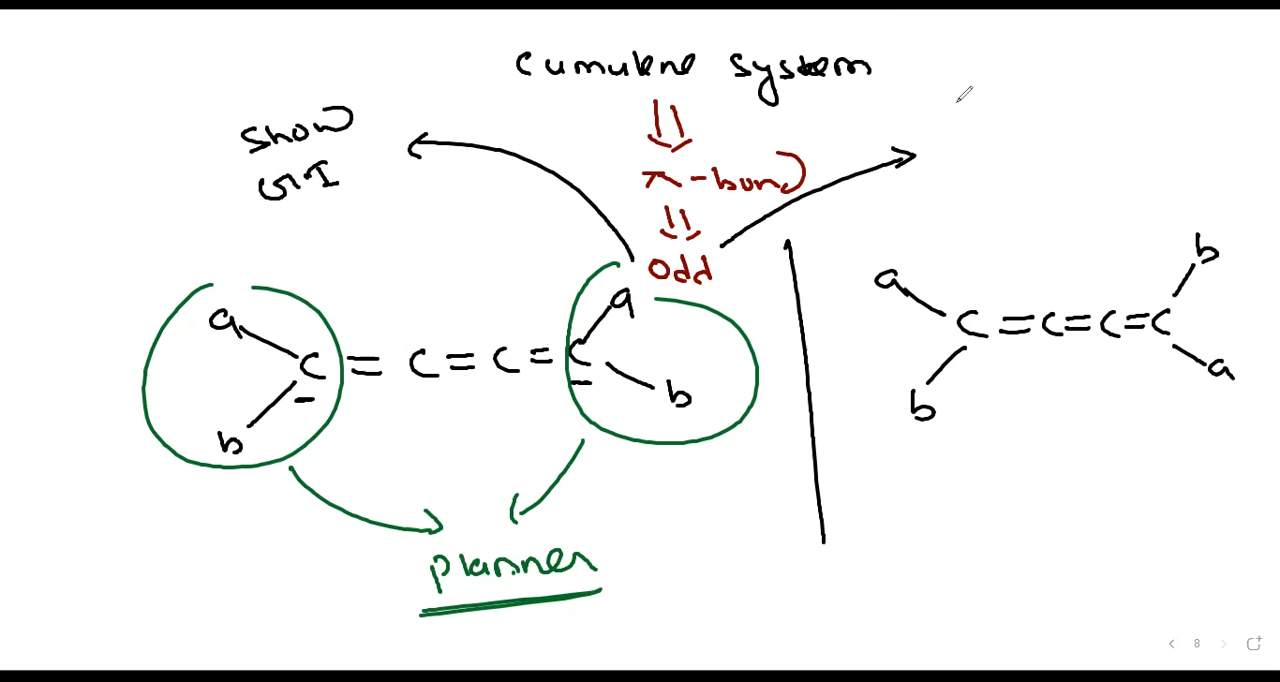 Cumulene system
show
GI
π-bond
odd
a
C = C = C = C
a
b
b
a
C = C = C = C
b
b
a
planner
8